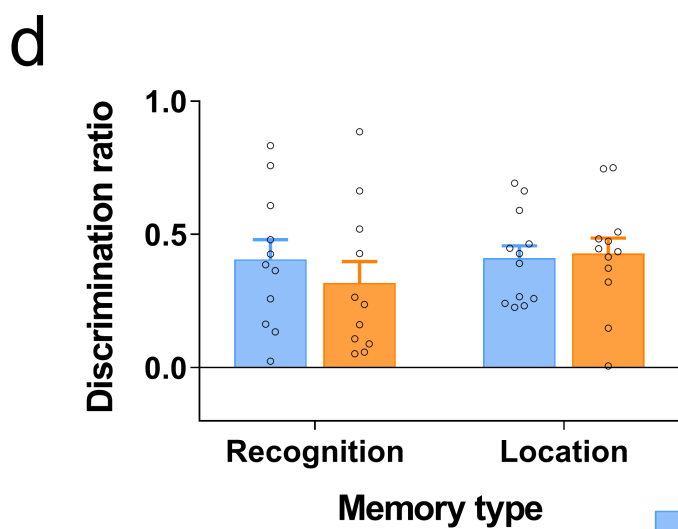 d
Discrimination ratio
1.0
0.5
0.0
Recognition
Location
Memory type